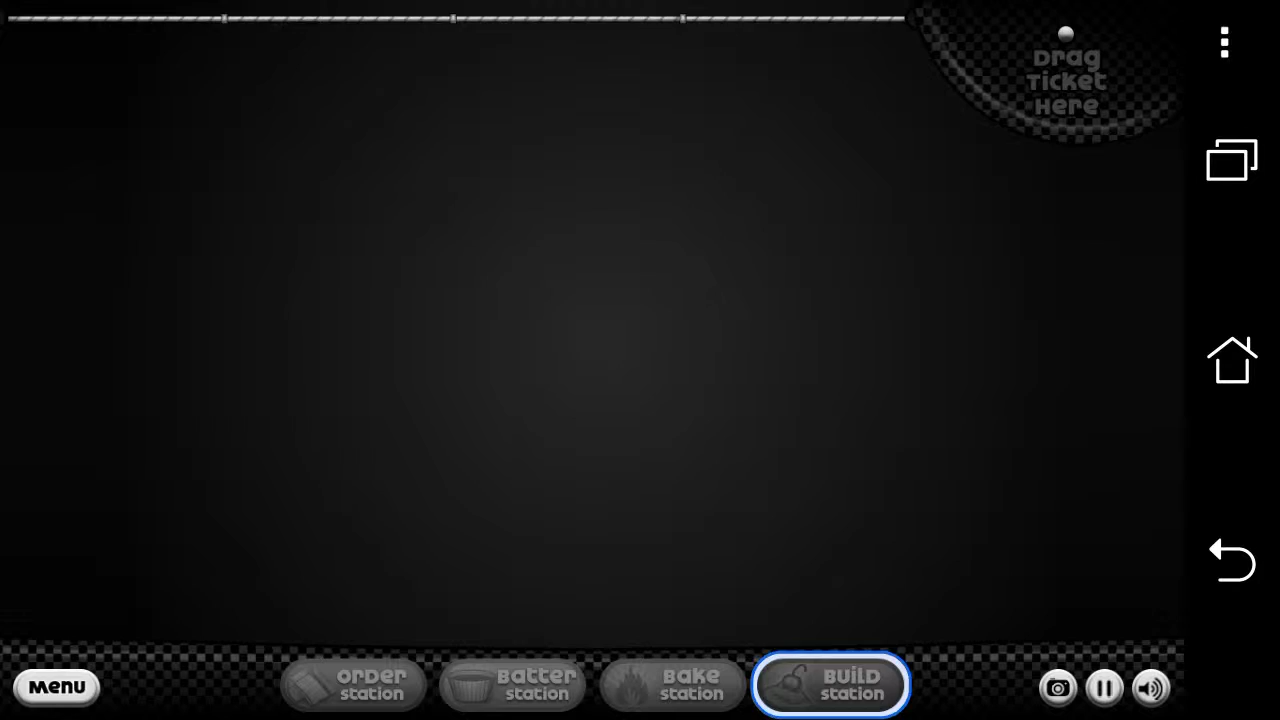 Drag
Ticket
Here
Menu
Order
station
Batter
station
Bake
station
Build
station